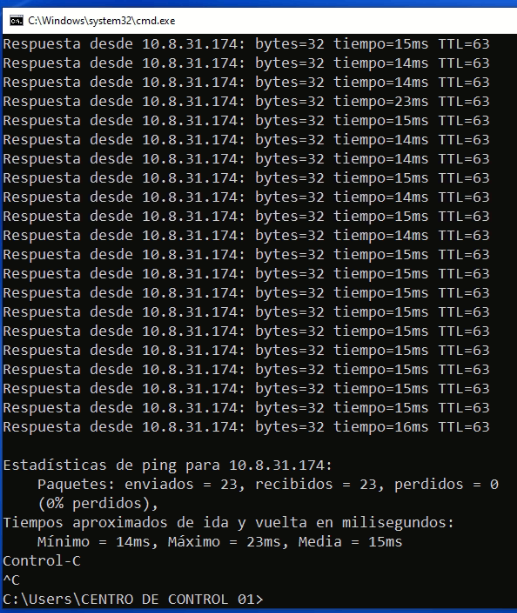 C:\Windows\system32\cmd.exe
Respuesta desde 10.8.31.174: bytes=32 tiempo=15ms TTL=63
Respuesta desde 10.8.31.174: bytes=32 tiempo=14ms TTL=63
Respuesta desde 10.8.31.174: bytes=32 tiempo=14ms TTL=63
Respuesta desde 10.8.31.174: bytes=32 tiempo=23ms TTL=63
Respuesta desde 10.8.31.174: bytes=32 tiempo=15ms TTL=63
Respuesta desde 10.8.31.174: bytes=32 tiempo=14ms TTL=63
Respuesta desde 10.8.31.174: bytes=32 tiempo=14ms TTL=63
Respuesta desde 10.8.31.174: bytes=32 tiempo=15ms TTL=63
Respuesta desde 10.8.31.174: bytes=32 tiempo=14ms TTL=63
Respuesta desde 10.8.31.174: bytes=32 tiempo=15ms TTL=63
Respuesta desde 10.8.31.174: bytes=32 tiempo=14ms TTL=63
Respuesta desde 10.8.31.174: bytes=32 tiempo=15ms TTL=63
Respuesta desde 10.8.31.174: bytes=32 tiempo=15ms TTL=63
Respuesta desde 10.8.31.174: bytes=32 tiempo=15ms TTL=63
Respuesta desde 10.8.31.174: bytes=32 tiempo=15ms TTL=63
Respuesta desde 10.8.31.174: bytes=32 tiempo=15ms TTL=63
Respuesta desde 10.8.31.174: bytes=32 tiempo=15ms TTL=63
Respuesta desde 10.8.31.174: bytes=32 tiempo=15ms TTL=63
Respuesta desde 10.8.31.174: bytes=32 tiempo=15ms TTL=63
Respuesta desde 10.8.31.174: bytes=32 tiempo=15ms TTL=63
Respuesta desde 10.8.31.174: bytes=32 tiempo=16ms TTL=63
Estadísticas de ping para 10.8.31.174:
Paquetes: enviados = 23, recibidos = 23, perdidos = 0
(0% perdidos),
Tiempos aproximados de ida y vuelta en milisegundos:
Mínimo = 14ms, Máximo = 23ms, Media = 15ms
Control-C
^C
C:\Users\CENTRO DE CONTROL 01>